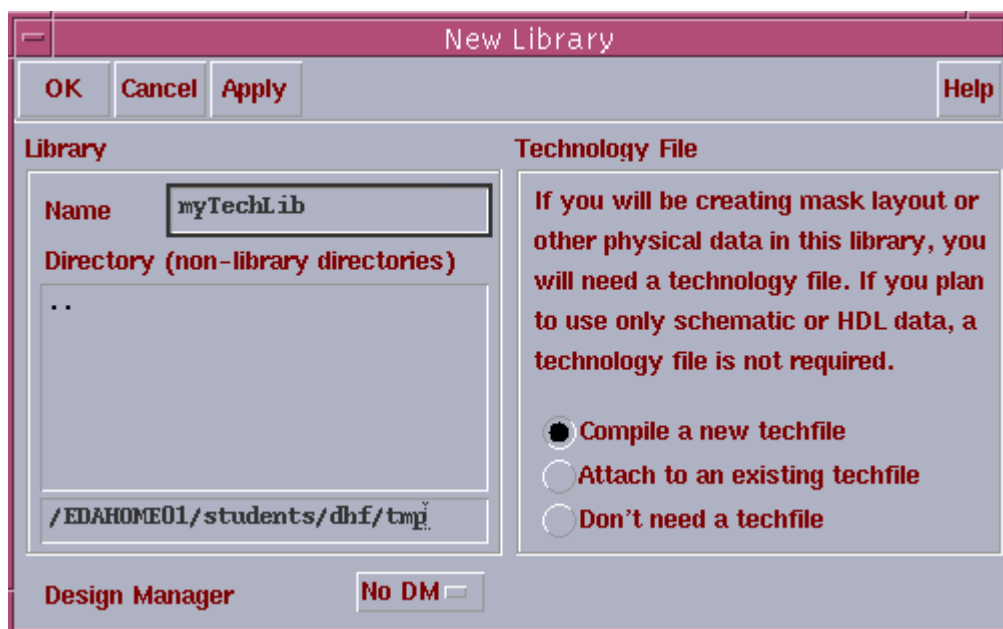 New Library
OK Cancel Apply Help
Library
Name myTechLib
Directory (non-library directories)
..
/EDAHOME01/students/dhf/tmp
Design Manager No DM
Technology File
If you will be creating mask layout or
other physical data in this library, you
will need a technology file. If you plan
to use only schematic or HDL data, a
technology file is not required.
Compile a new techfile
Attach to an existing techfile
Don't need a techfile